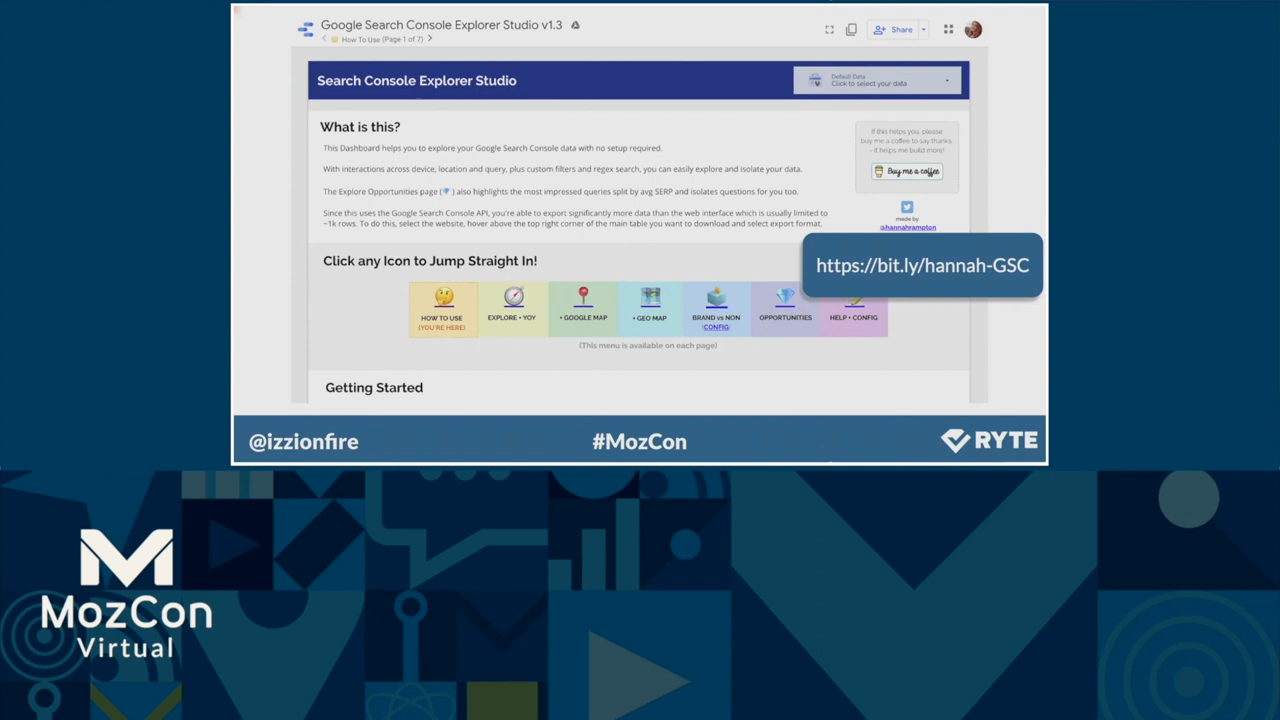 Google Search Console Explorer Studio v1.3
How To Use (Page 1 of 7)
Share
Search Console Explorer Studio
Default Data
Click to select your data
What is this?
This Dashboard helps you to explore your Google Search Console data with no setup required.
With interactions across device, location and query, plus custom filters and regex search, you can easily explore and isolate your data.
The Explore Opportunities page (💎) also highlights the most impressed queries split by avg SERP and isolates questions for you too.
Since this uses the Google Search Console API, you're able to export significantly more data than the web interface which is usually limited to
~1k rows. To do this, select the website, hover above the top right corner of the main table you want to download and select export format.
If this helps you, please
buy me a coffee to say thanks
- it helps me build more!
Buy me a coffee
made by
@hannahrampton
https://bit.ly/hannah-GSC
Click any Icon to Jump Straight In!
HOW TO USE
(YOU'RE HERE)
EXPLORE + YOY
+ GOOGLE MAP
+ GEO MAP
BRAND vs NON
CONFIG
OPPORTUNITIES
HELP + CONFIG
(This menu is available on each page)
Getting Started
@izzionfire
#MozCon
RYTE
MozCon
Virtual